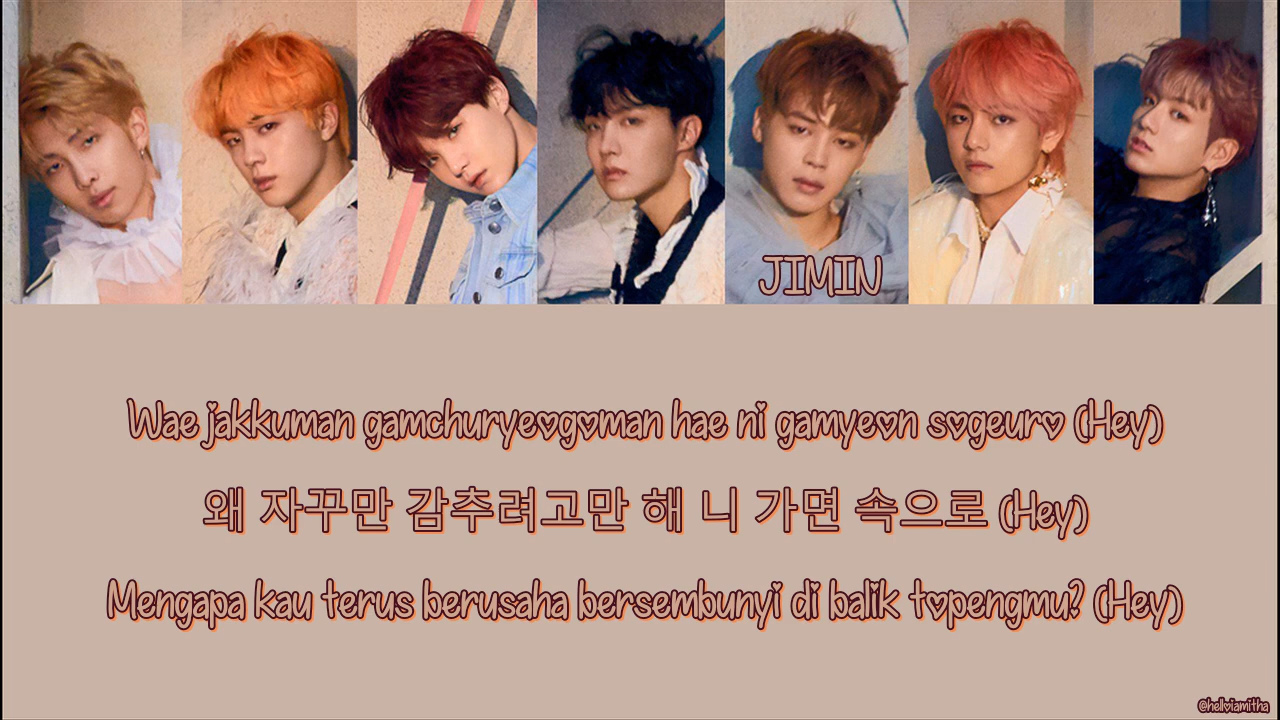 JIMIN
Wae jakkuman gamchuryeogoman hae ni gamyeon sogeuro (Hey)
왜 자꾸만 감추려고만 해 니 가면 속으로 (Hey)
Mengapa kau terus berusaha bersembunyi di balik topengmu? (Hey)
@helloiamitha